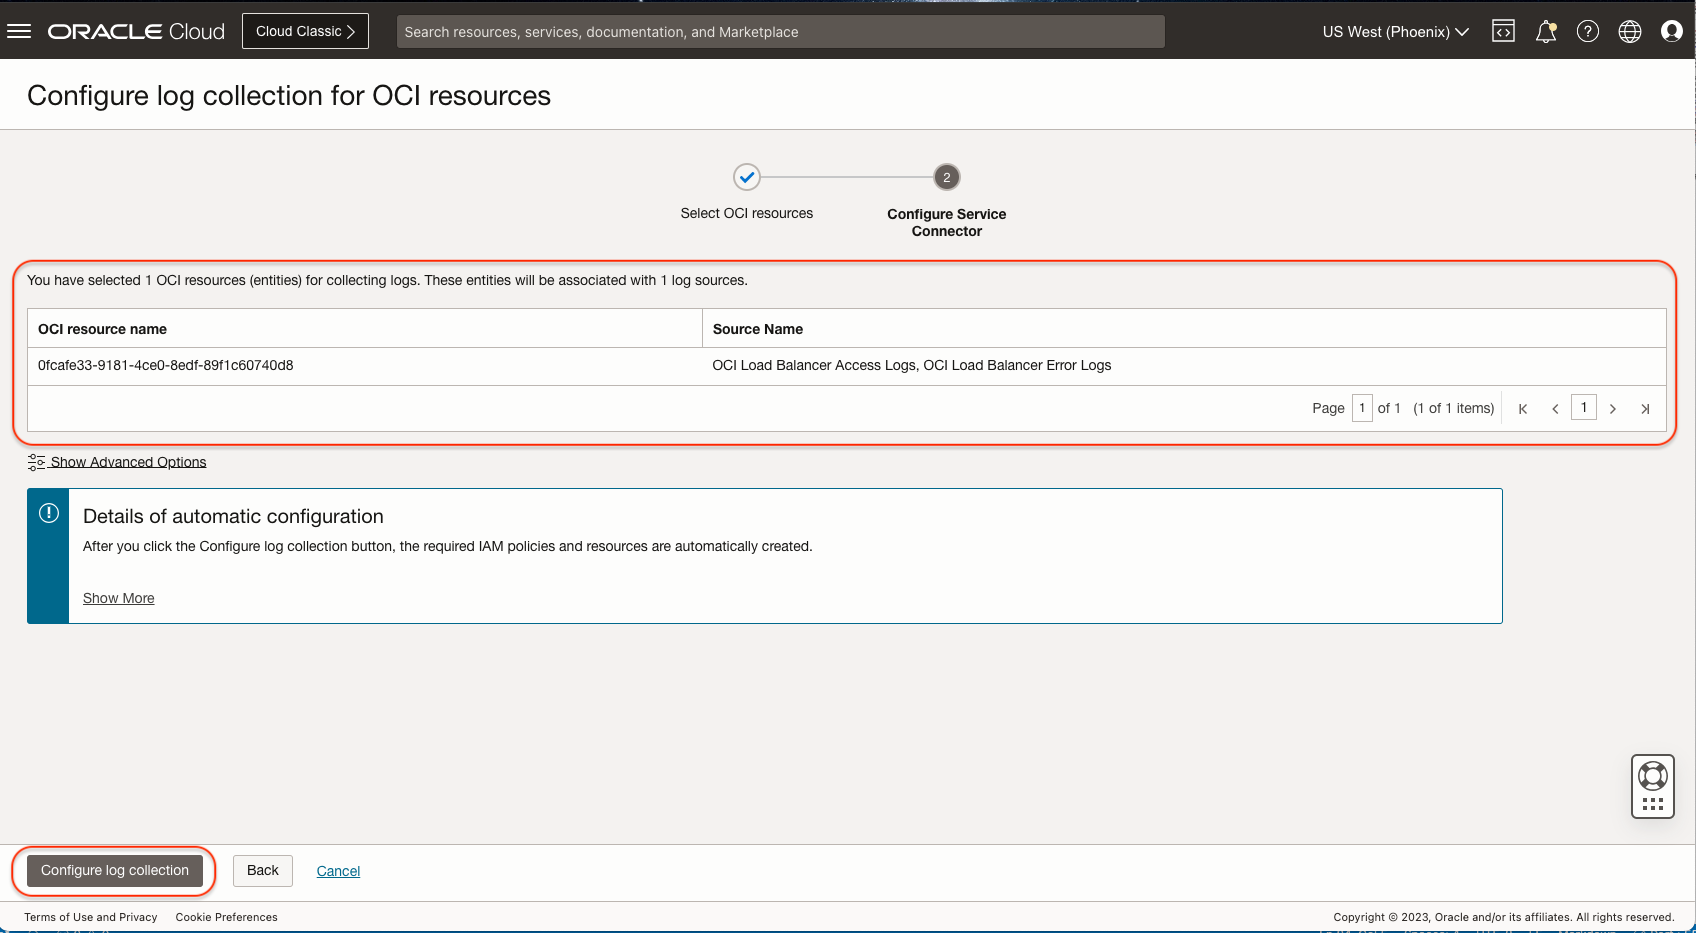 ORACLE Cloud
Cloud Classic
Search resources, services, documentation, and Marketplace
US West (Phoenix)
Configure log collection for OCI resources
2
Select OCI resources
Configure Service
Connector
You have selected 1 OCI resources (entities) for collecting logs. These entities will be associated with 1 log sources.
OCI resource name Source Name
0fcafe33-9181-4ce0-8edf-89f1c60740d8 OCI Load Balancer Access Logs, OCI Load Balancer Error Logs
Page 1 of 1 (1 of 1 items) 1
Show Advanced Options
Details of automatic configuration
After you click the Configure log collection button, the required IAM policies and resources are automatically created.
Show More
Configure log collection Back Cancel
Terms of Use and Privacy Cookie Preferences Copyright © 2023, Oracle and/or its affiliates. All rights reserved.